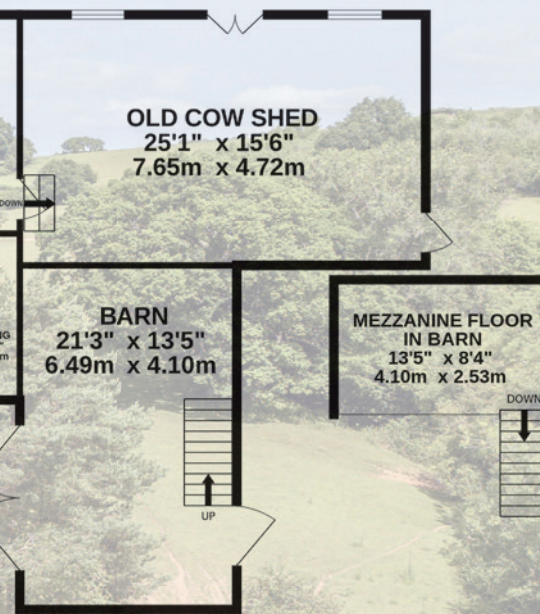 OLD COW SHED
25'1" x 15'6"
7.65m x 4.72m
DOWN
BARN
21'3" x 13'5"
6.49m x 4.10m
NG
"
m
MEZZANINE FLOOR
IN BARN
13'5" x 8'4"
4.10m x 2.53m
DOWN
UP